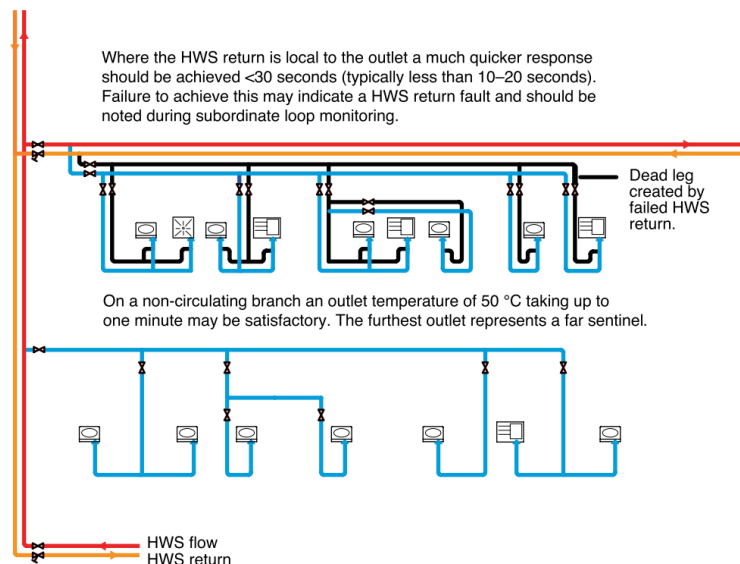 Where the HWS return is local to the outlet a much quicker response
should be achieved <30 seconds (typically less than 10–20 seconds).
Failure to achieve this may indicate a HWS return fault and should be
noted during subordinate loop monitoring.
Dead leg
created by
failed HWS
return.
On a non-circulating branch an outlet temperature of 50 °C taking up to
one minute may be satisfactory. The furthest outlet represents a far sentinel.
HWS flow
HWS return